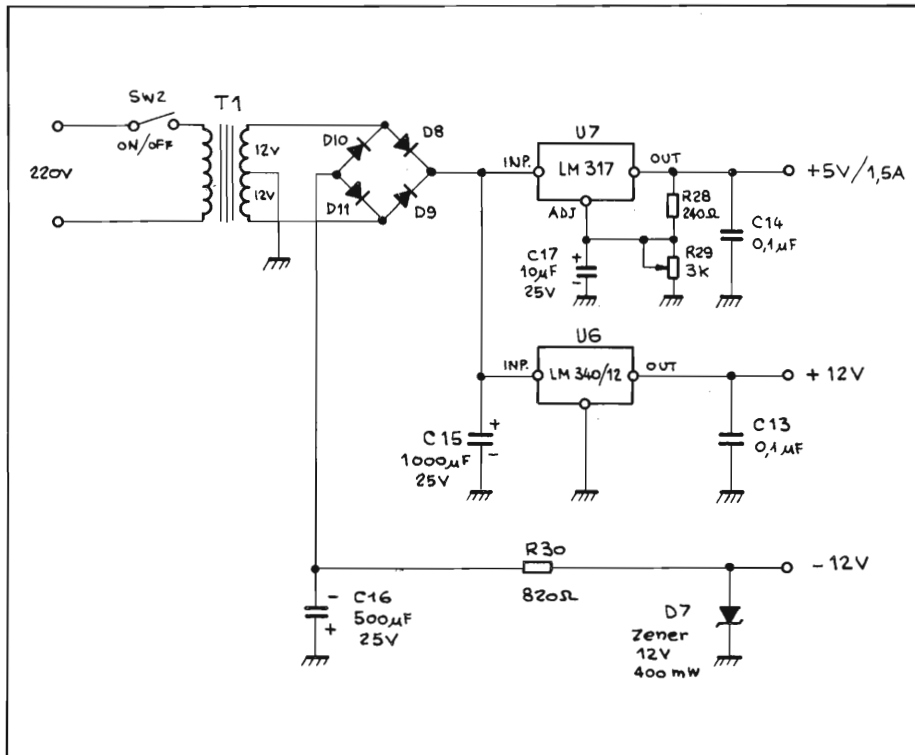 SW2
ON/OFF
T1
220V
12V
12V
D10
D8
D11
D9
U7
INP.
LM 317
OUT
ADJ
+5V/1,5A
R28
240Ω
R29
3K
C17
+
10µF
-
25V
C14
0,1µF
U6
INP.
LM 340/12
OUT
+12V
C15
+
1000µF
-
25V
C13
0,1µF
R30
820Ω
-12V
-
C16
500µF
+
25V
D7
Zener
12V
400mW